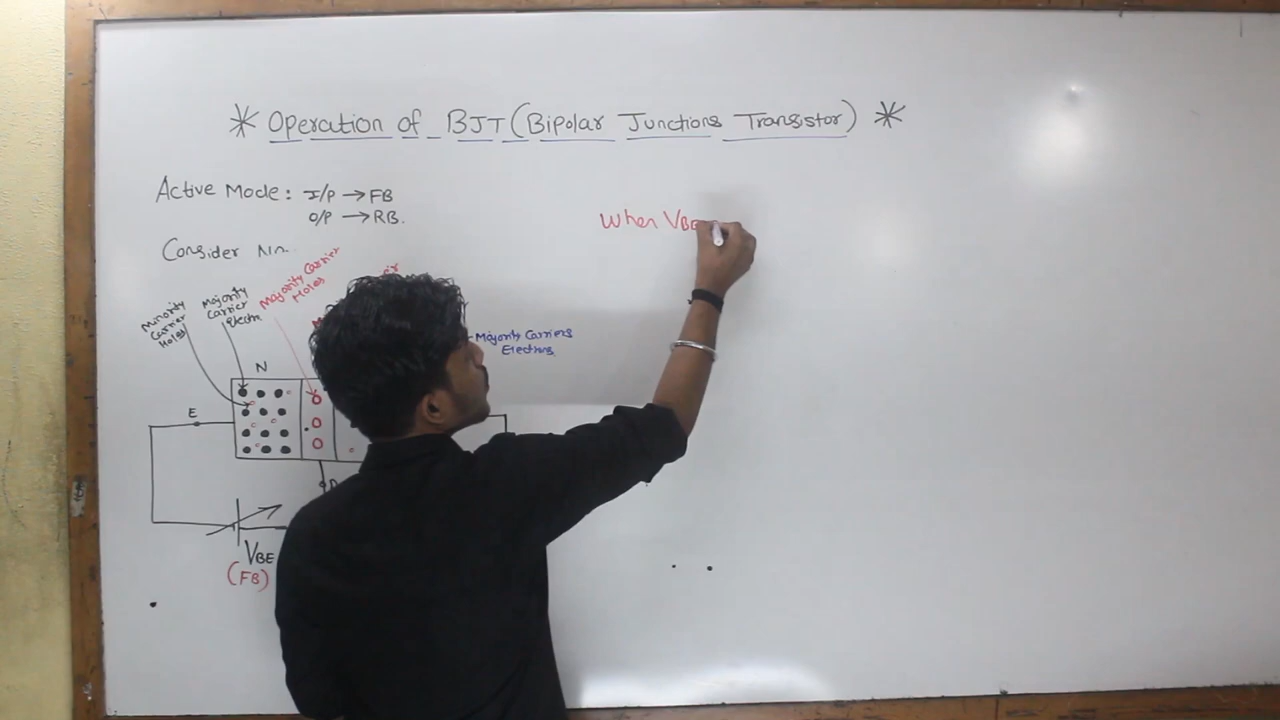 * Operation of BJT (Bipolar Junctions Transistor) *
Active Mode: I/P → FB
O/P → RB.
When VBE
Consider
Majority Carrier
Holes
Minority
Carrier
Holes
Majority
Carrier
Electrn
Majority Carriers
Electrons
N
E
VBE
(FB)